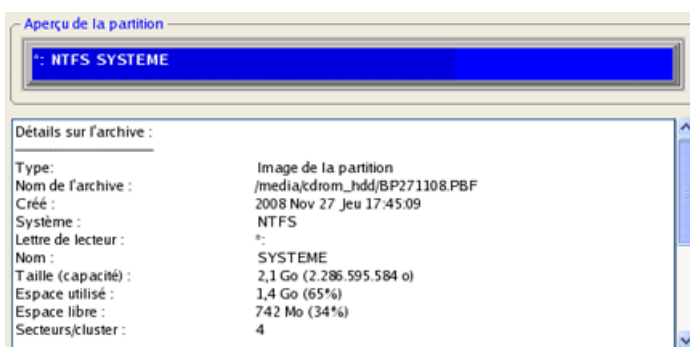 Aperçu de la partition
*: NTFS SYSTEME
Détails sur l'archive :
Type: Image de la partition
Nom de l'archive : /media/cdrom_hdd/BP271108.PBF
Créé : 2008 Nov 27 Jeu 17:45:09
Système : NTFS
Lettre de lecteur : *:
Nom : SYSTEME
Taille (capacité) : 2,1 Go (2.286.595.584 o)
Espace utilisé : 1,4 Go (65%)
Espace libre : 742 Mo (34%)
Secteurs/cluster : 4